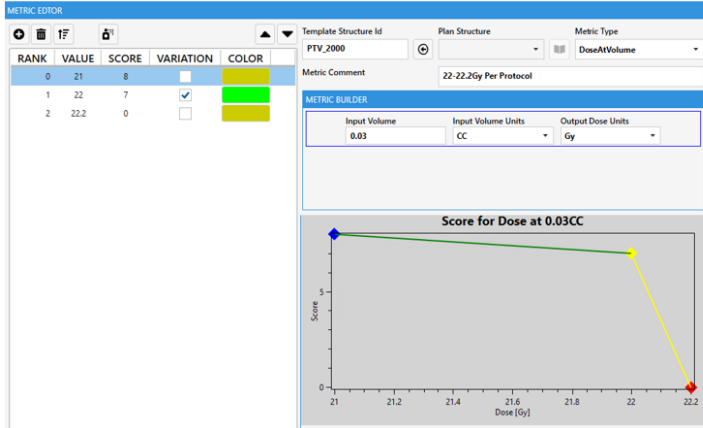 METRIC EDITOR
Template Structure Id
Plan Structure
Metric Type
PTV_2000
DoseAtVolume
Metric Comment
22-22.2Gy Per Protocol
RANK VALUE SCORE VARIATION COLOR
0 21 8
1 22 7
2 22.2 0
METRIC BUILDER
Input Volume
Input Volume Units
Output Dose Units
0.03
CC
Gy
Score for Dose at 0.03CC
Score
5
0
21 21.2 21.4 21.6 21.8 22 22.2
Dose [Gy]